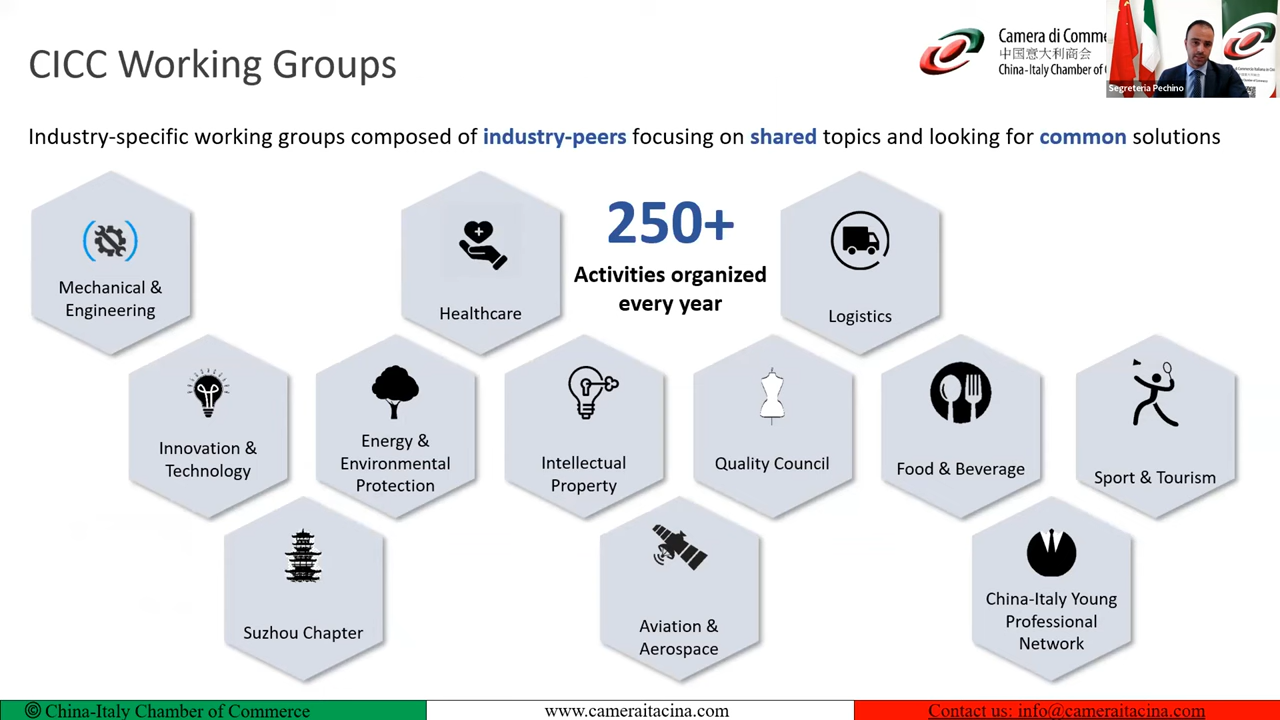 CICC Working Groups
Camera di Comme
中国意大利商会
China-Italy Chamber of
Segreteria Pechino
Industry-specific working groups composed of industry-peers focusing on shared topics and looking for common solutions
250+
Activities organized
every year
Mechanical &
Engineering
Healthcare
Logistics
Innovation &
Technology
Energy &
Environmental
Protection
Intellectual
Property
Quality Council
Food & Beverage
Sport & Tourism
Suzhou Chapter
Aviation &
Aerospace
China-Italy Young
Professional
Network
© China-Italy Chamber of Commerce
www.cameraitacina.com
Contact us: info@cameraitacina.com